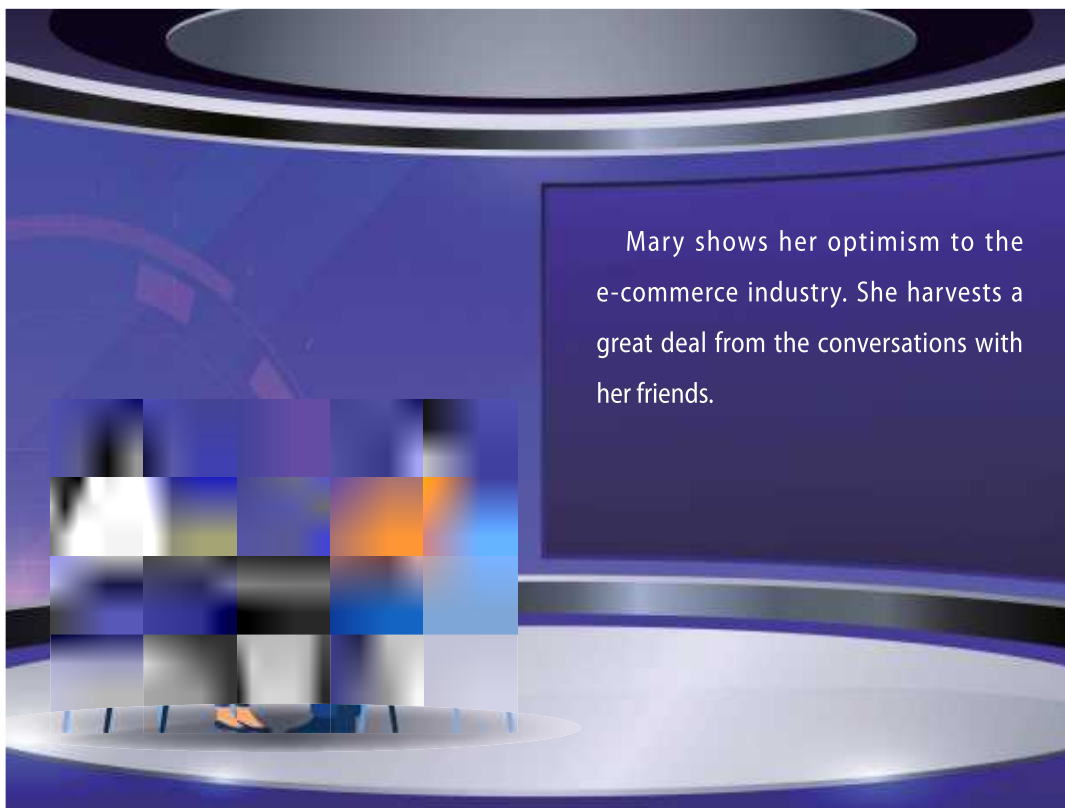 Mary shows her optimism to the
e-commerce industry. She harvests a
great deal from the conversations with
her friends.